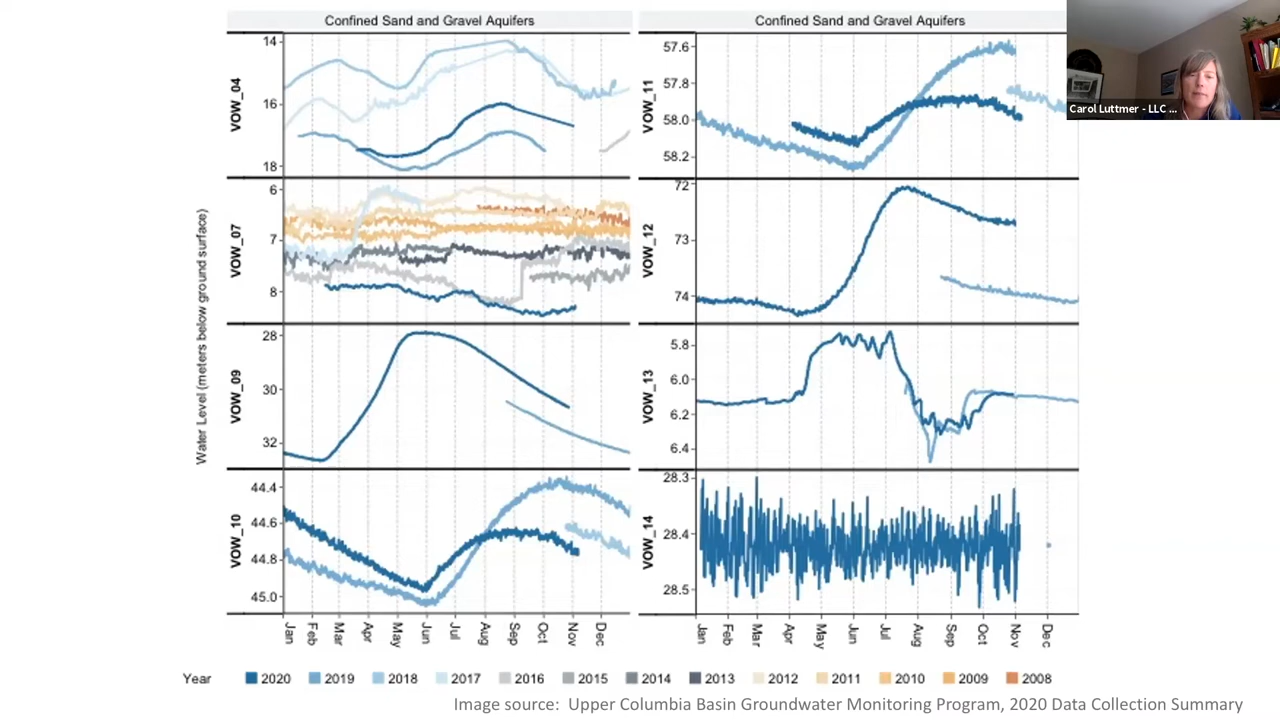 Confined Sand and Gravel Aquifers
Confined Sand and Gravel Aquifers
Carol Luttmer - LLC ...
Water Level (meters below ground surface)
VOW_04
14
16
18
VOW_07
6
7
8
VOW_09
28
30
32
VOW_10
44.4
44.6
44.8
45.0
Jan Feb Mar Apr May Jun Jul Aug Sep Oct Nov Dec
VOW_11
57.6
57.8
58.0
58.2
VOW_12
72
73
74
VOW_13
5.8
6.0
6.2
6.4
VOW_14
28.3
28.4
28.5
Jan Feb Mar Apr May Jun Jul Aug Sep Oct Nov Dec
Year 2020 2019 2018 2017 2016 2015 2014 2013 2012 2011 2010 2009 2008
Image source: Upper Columbia Basin Groundwater Monitoring Program, 2020 Data Collection Summary